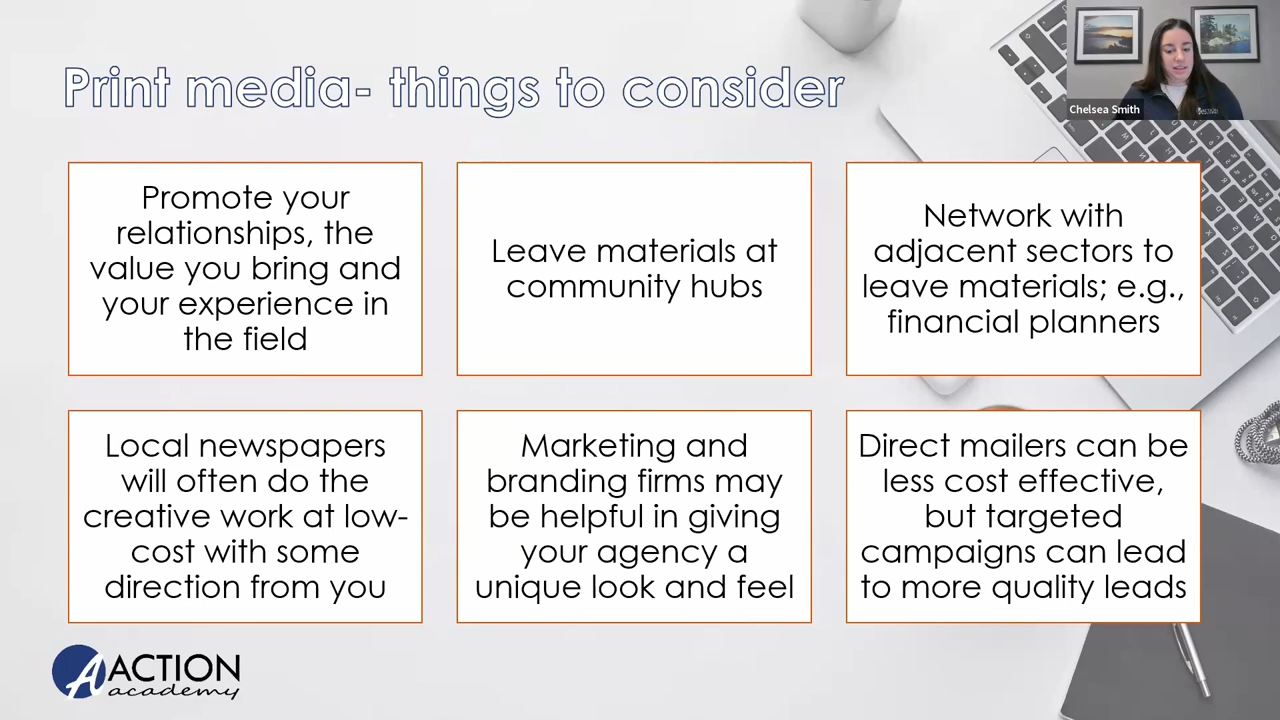 Print media- things to consider
Chelsea Smith
Promote your
relationships, the
value you bring and
your experience in
the field
Leave materials at
community hubs
Network with
adjacent sectors to
leave materials; e.g.,
financial planners
Local newspapers
will often do the
creative work at low-
cost with some
direction from you
Marketing and
branding firms may
be helpful in giving
your agency a
unique look and feel
Direct mailers can be
less cost effective,
but targeted
campaigns can lead
to more quality leads
A ACTION
academy